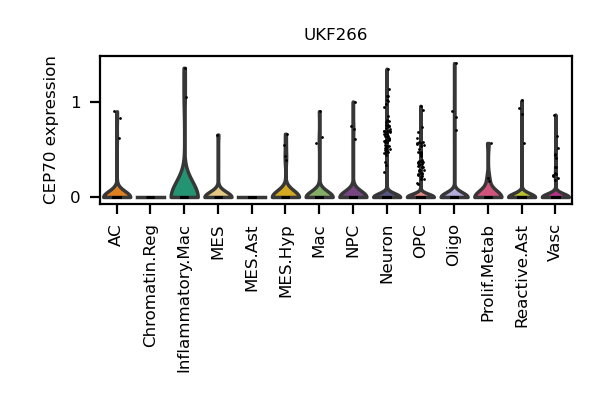 UKF266
CEP70 expression
1
0
AC
Chromatin.Reg
Inflammatory.Mac
MES
MES.Ast
MES.Hyp
Mac
NPC
Neuron
OPC
Oligo
Prolif.Metab
Reactive.Ast
Vasc